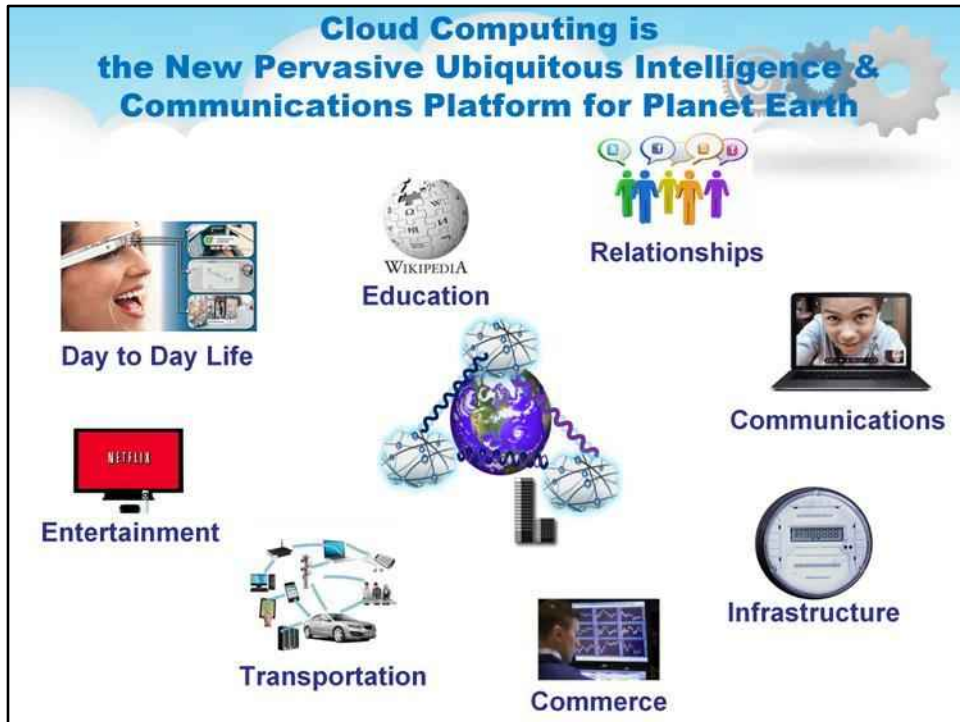 Cloud Computing is
the New Pervasive Ubiquitous Intelligence &
Communications Platform for Planet Earth
Relationships
WIKIPEDIA
Education
Day to Day Life
Communications
NETFLIX
Entertainment
Infrastructure
Transportation
Commerce